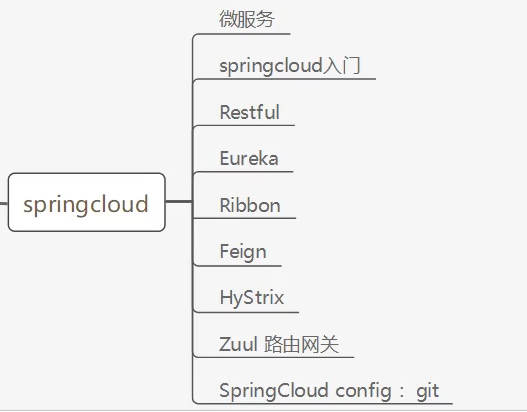 微服务
springcloud入门
Restful
Eureka
springcloud
Ribbon
Feign
HyStrix
Zuul 路由网关
SpringCloud config： git